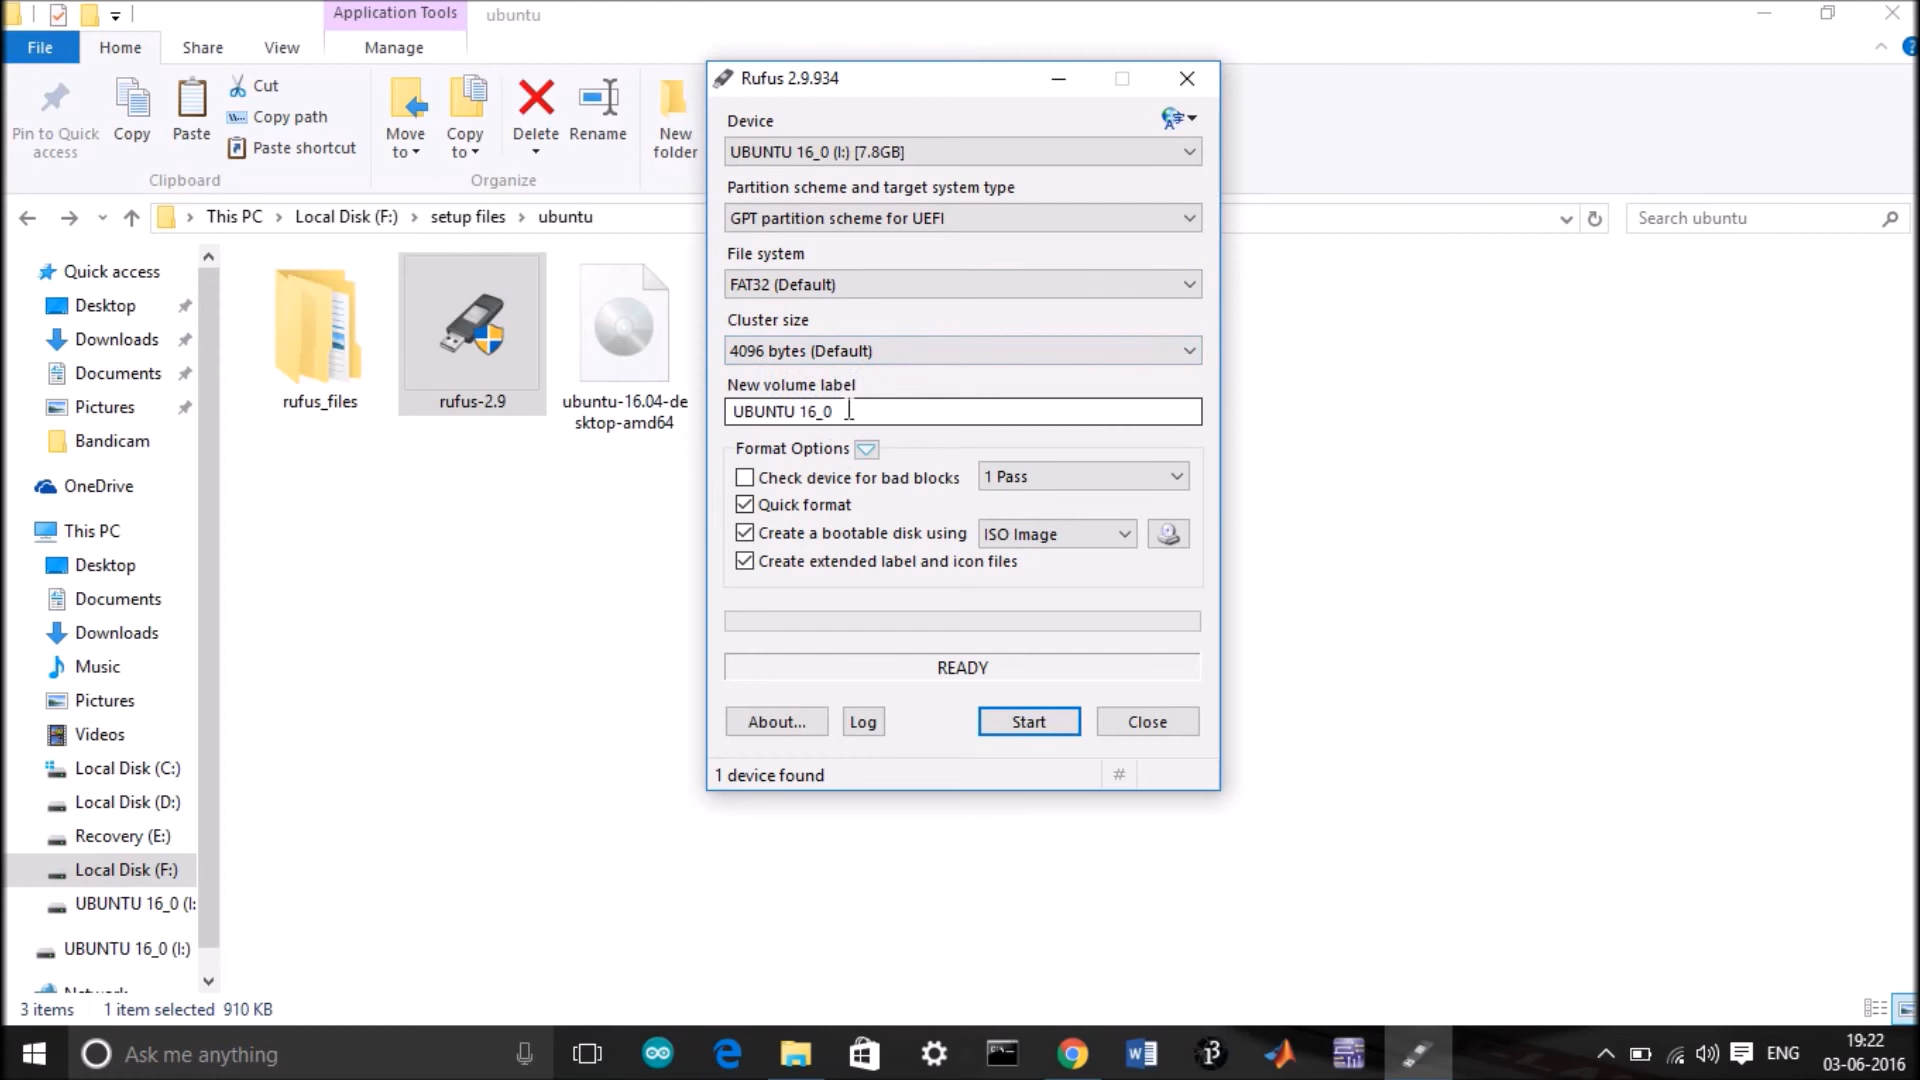 Application Tools
ubuntu
File
Home
Share
View
Manage
Pin to Quick access
Copy
Paste
Cut
Copy path
Paste shortcut
Move to
Copy to
Delete
Rename
New folder
Clipboard
Organize
This PC
Local Disk (F:)
setup files
ubuntu
Search ubuntu
Quick access
Desktop
Downloads
Documents
Pictures
Bandicam
OneDrive
This PC
Desktop
Documents
Downloads
Music
Pictures
Videos
Local Disk (C:)
Local Disk (D:)
Recovery (E:)
Local Disk (F:)
UBUNTU 16_0 (I:
UBUNTU 16_0 (I:)
Network
rufus_files
rufus-2.9
ubuntu-16.04-de
sktop-amd64
Rufus 2.9.934
Device
UBUNTU 16_0 (I:) [7.8GB]
Partition scheme and target system type
GPT partition scheme for UEFI
File system
FAT32 (Default)
Cluster size
4096 bytes (Default)
New volume label
UBUNTU 16_0
Format Options
Check device for bad blocks
1 Pass
Quick format
Create a bootable disk using
ISO Image
Create extended label and icon files
READY
About...
Log
Start
Close
1 device found
#
3 items
1 item selected 910 KB
Ask me anything
ENG
19:22
03-06-2016